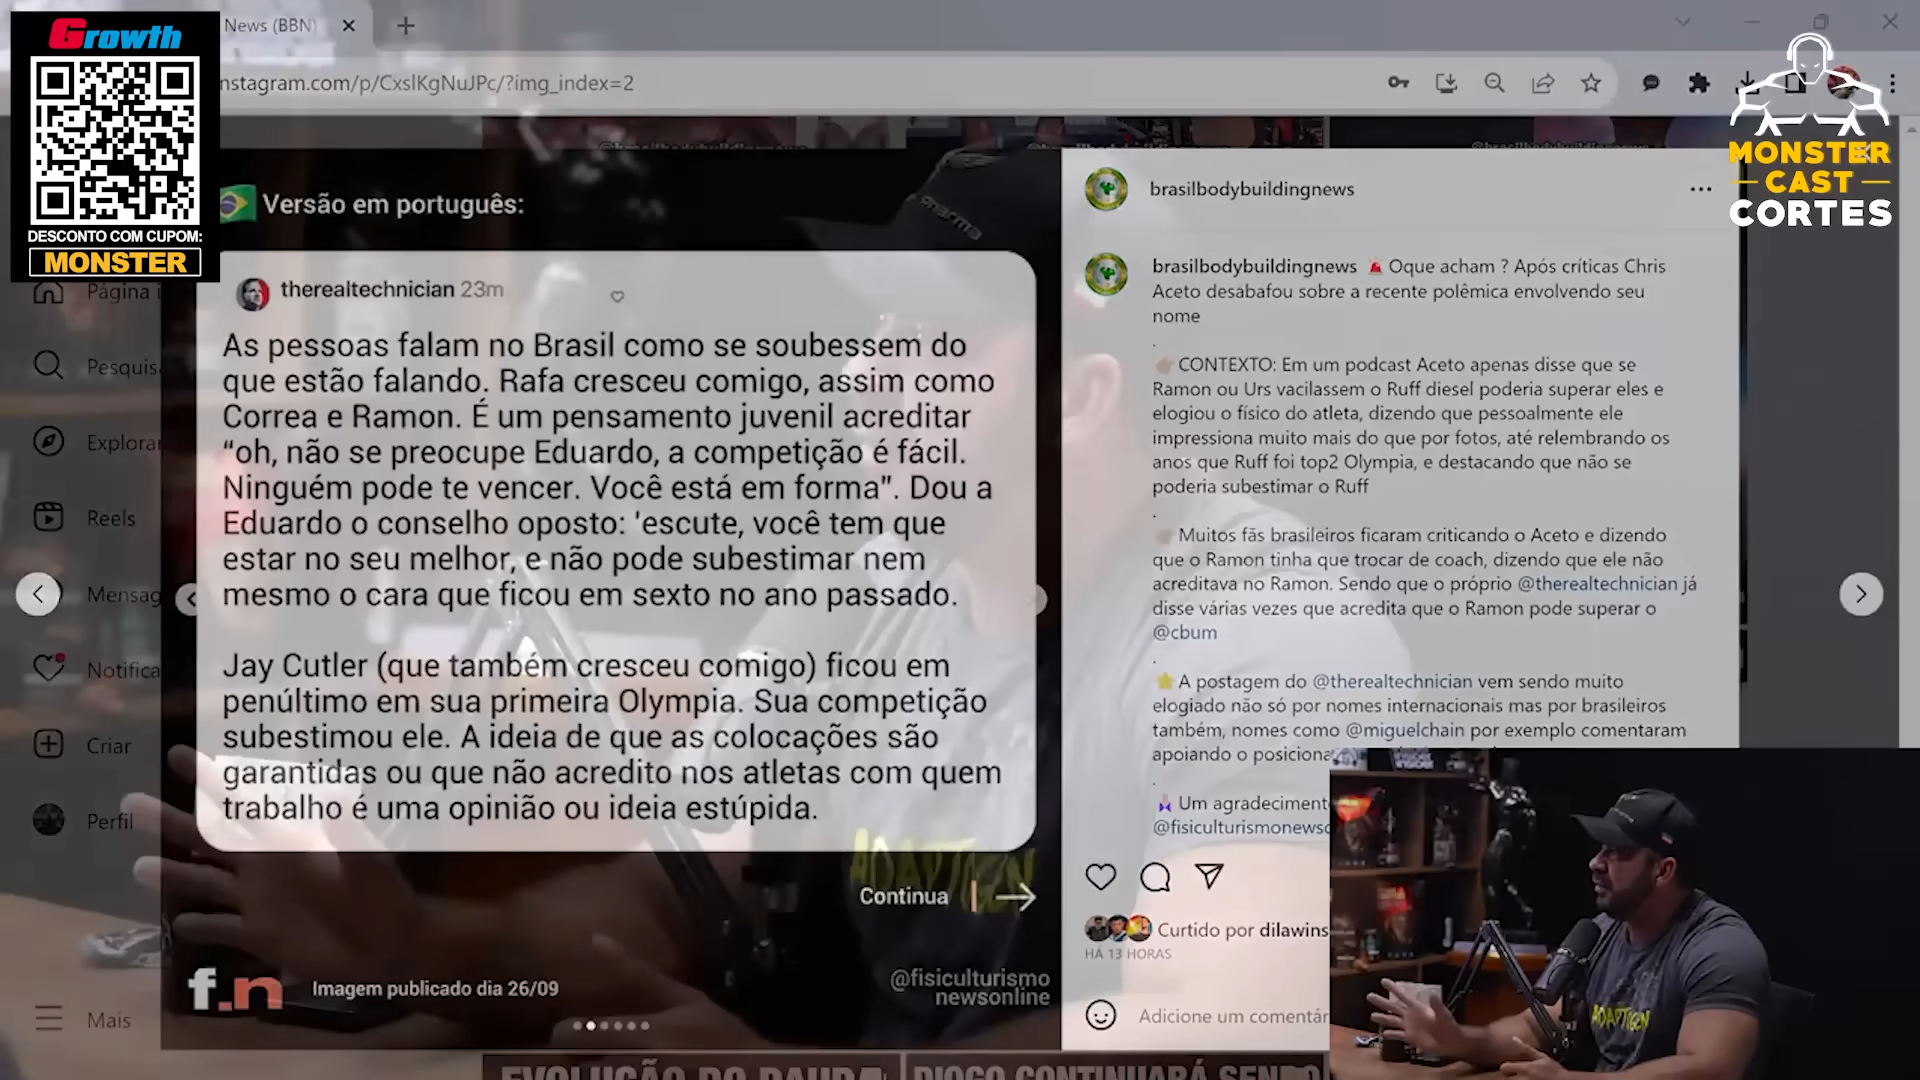 Growth
DESCONTO COM CUPOM:
MONSTER
News (BBN)
nstagram.com/p/CxslKgNuJPc/?img_index=2
MONSTER
CAST
CORTES
Página i
Pesquis
Explorar
Reels
Mensag
Notifica
Criar
Perfil
Mais
Versão em português:
therealtechnician 23m
As pessoas falam no Brasil como se soubessem do
que estão falando. Rafa cresceu comigo, assim como
Correa e Ramon. É um pensamento juvenil acreditar
“oh, não se preocupe Eduardo, a competição é fácil.
Ninguém pode te vencer. Você está em forma”. Dou a
Eduardo o conselho oposto: 'escute, você tem que
estar no seu melhor, e não pode subestimar nem
mesmo o cara que ficou em sexto no ano passado.
Jay Cutler (que também cresceu comigo) ficou em
penúltimo em sua primeira Olympia. Sua competição
subestimou ele. A ideia de que as colocações são
garantidas ou que não acredito nos atletas com quem
trabalho é uma opinião ou ideia estúpida.
Continua
f.n
Imagem publicado dia 26/09
@fisiculturismo
newsonline
brasilbodybuildingnews
brasilbodybuildingnews 🚨 Oque acham ? Após críticas Chris
Aceto desabafou sobre a recente polêmica envolvendo seu
nome
.
CONTEXTO: Em um podcast Aceto apenas disse que se
Ramon ou Urs vacilassem o Ruff diesel poderia superar eles e
elogiou o físico do atleta, dizendo que pessoalmente ele
impressiona muito mais do que por fotos, até relembrando os
anos que Ruff foi top2 Olympia, e destacando que não se
poderia subestimar o Ruff
.
Muitos fãs brasileiros ficaram criticando o Aceto e dizendo
que o Ramon tinha que trocar de coach, dizendo que ele não
acreditava no Ramon. Sendo que o próprio @therealtechnician já
disse várias vezes que acredita que o Ramon pode superar o
@cbum
.
A postagem do @therealtechnician vem sendo muito
elogiado não só por nomes internacionais mas por brasileiros
também, nomes como @miguelchain por exemplo comentaram
apoiando o posiciona
.
Um agradecimento
@fisiculturismonewso
Curtido por dilawins
HÁ 13 HORAS
Adicione um comentár
ADAPTOGEN
EVOLUÇÃO DO
DIOGO CONTINUARÁ SENDO